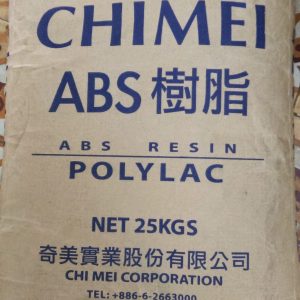 CHIMEI
ABS樹脂
ABS RESIN
POLYLAC
NET 25KGS
奇美實業股份有限公司
CHI MEI CORPORATION
TEL: +886-6-2663000